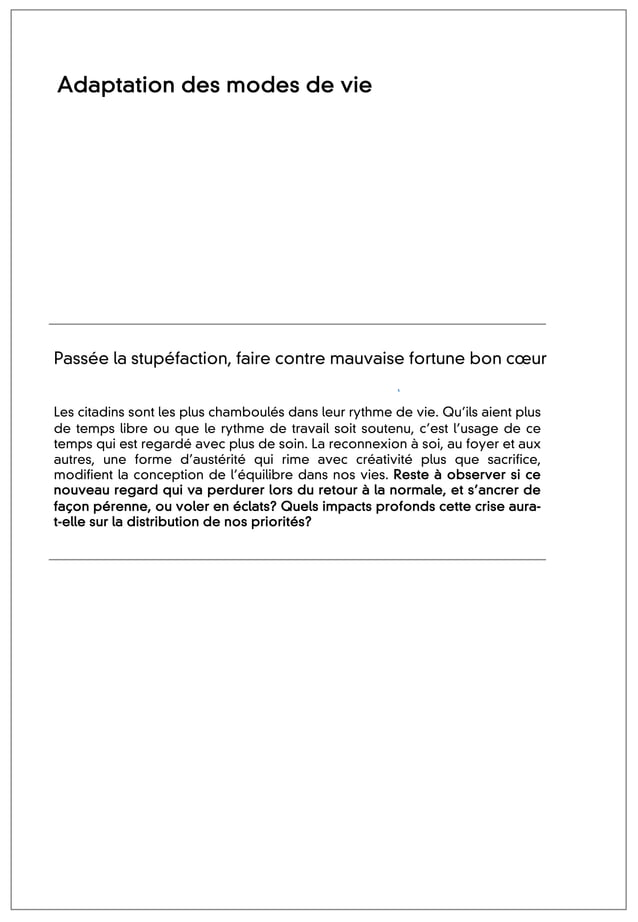 Adaptation des modes de vie
Passée la stupéfaction, faire contre mauvaise fortune bon cœur
Les citadins sont les plus chamboulés dans leur rythme de vie. Qu’ils aient plus
de temps libre ou que le rythme de travail soit soutenu, c’est l’usage de ce
temps qui est regardé avec plus de soin. La reconnexion à soi, au foyer et aux
autres, une forme d’austérité qui rime avec créativité plus que sacrifice,
modifient la conception de l’équilibre dans nos vies. Reste à observer si ce
nouveau regard qui va perdurer lors du retour à la normale, et s’ancrer de
façon pérenne, ou voler en éclats? Quels impacts profonds cette crise aura-
t-elle sur la distribution de nos priorités?